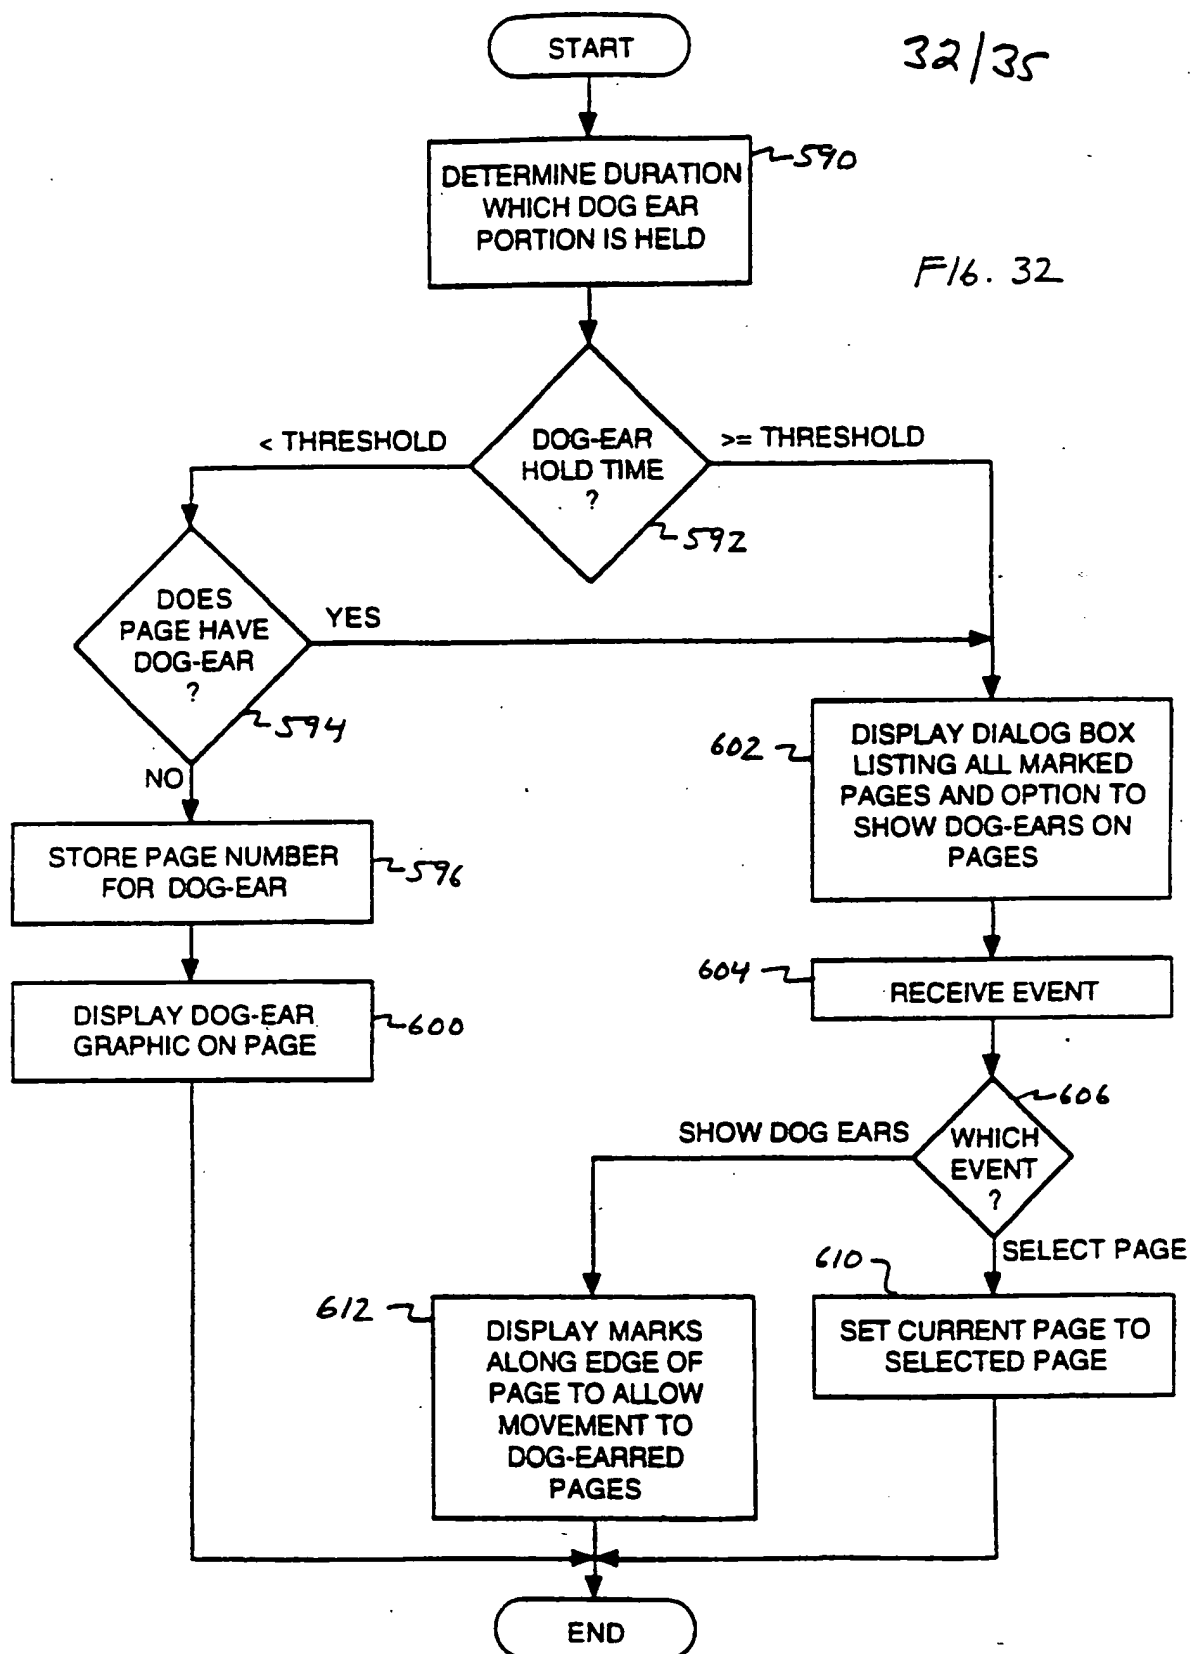 START
32/35
DETERMINE DURATION
WHICH DOG EAR
PORTION IS HELD
590
FIG. 32
< THRESHOLD
DOG-EAR
HOLD TIME
?
>= THRESHOLD
592
DOES
PAGE HAVE
DOG-EAR
?
YES
594
NO
602
DISPLAY DIALOG BOX
LISTING ALL MARKED
PAGES AND OPTION TO
SHOW DOG-EARS ON
PAGES
STORE PAGE NUMBER
FOR DOG-EAR
596
604
RECEIVE EVENT
DISPLAY DOG-EAR
GRAPHIC ON PAGE
600
606
SHOW DOG EARS
WHICH
EVENT
?
SELECT PAGE
610
612
DISPLAY MARKS
ALONG EDGE OF
PAGE TO ALLOW
MOVEMENT TO
DOG-EARRED
PAGES
SET CURRENT PAGE TO
SELECTED PAGE
END